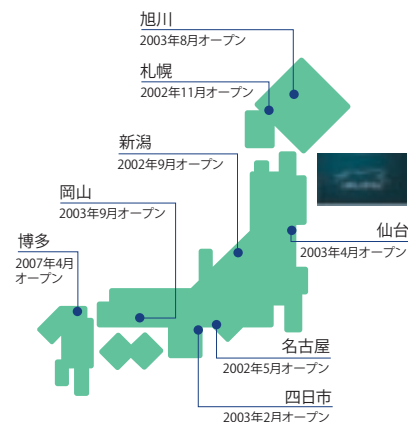 旭川
2003年8月オープン
札幌
2002年11月オープン
新潟
2002年9月オープン
岡山
2003年9月オープン
博多
2007年4月
オープン
仙台
2003年4月オープン
名古屋
2002年5月オープン
四日市
2003年2月オープン